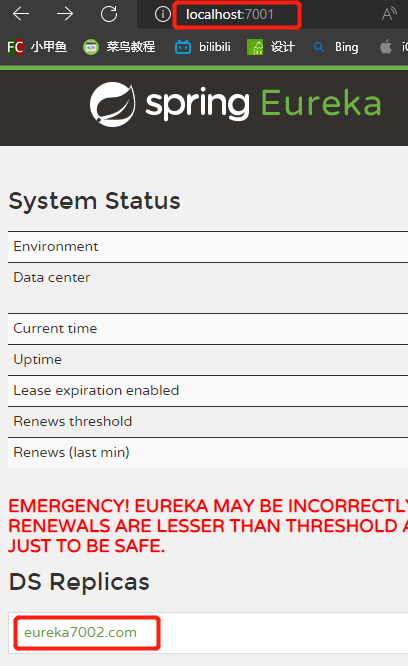 localhost:7001
小甲鱼 菜鸟教程 bilibili 设计 Bing
spring Eureka
System Status
Environment
Data center
Current time
Uptime
Lease expiration enabled
Renews threshold
Renews (last min)
EMERGENCY! EUREKA MAY BE INCORRECTLY
RENEWALS ARE LESSER THAN THRESHOLD A
JUST TO BE SAFE.
DS Replicas
eureka7002.com